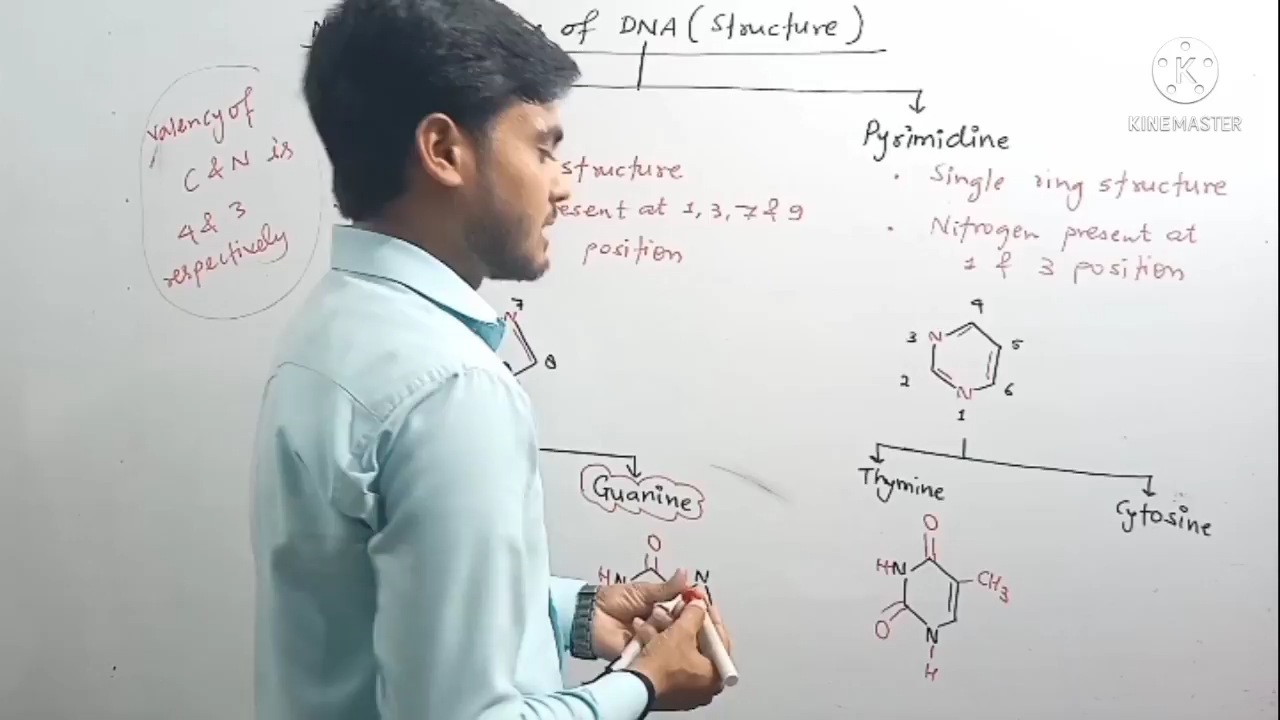 of DNA (Structure)
KINEMASTER
valency of
C & N is
4 & 3
respectively
structure
esent at 1, 3, 7 & 9
position
Pyrimidine
• Single ring structure
• Nitrogen present at
1 & 3 position
7
8
4
3 N 5
2 6
N
1
Guanine
Thymine
Cytosine
O
HN
N
O
HN CH3
O
N
H